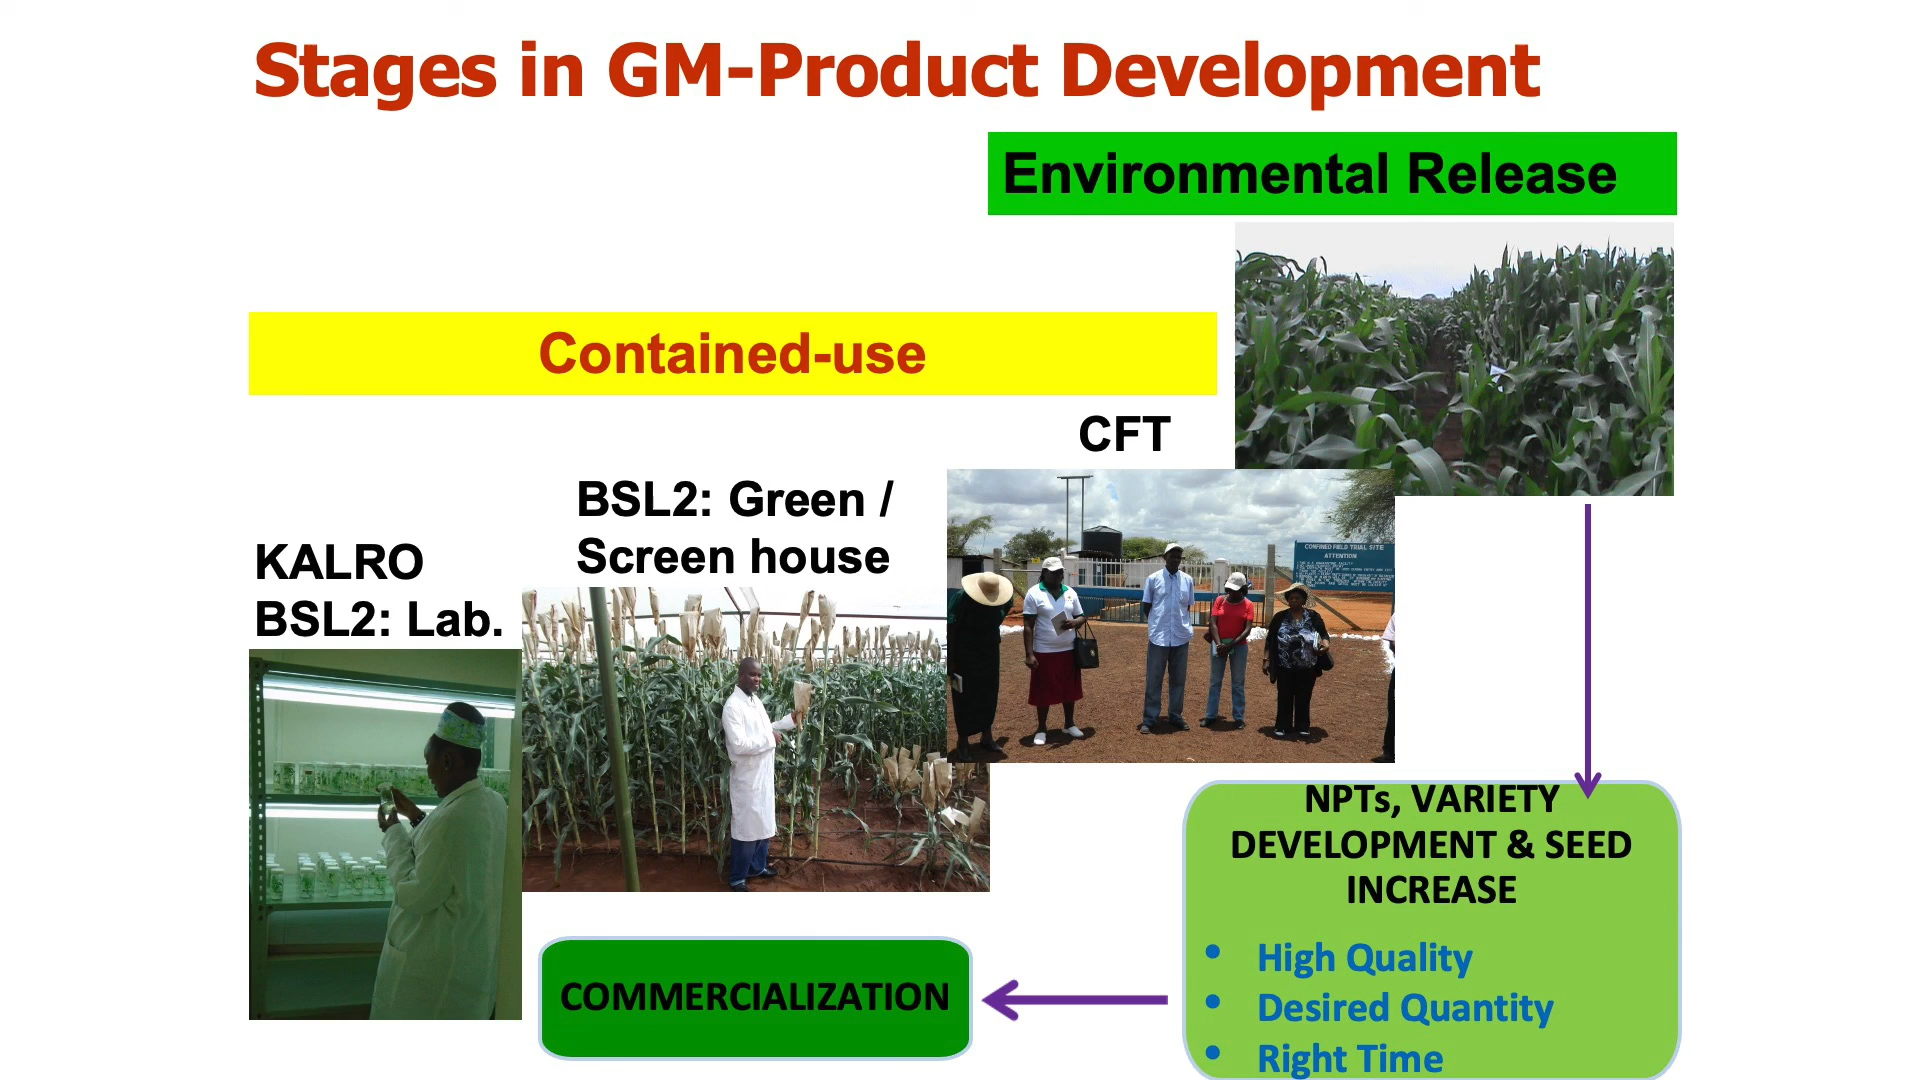 Stages in GM-Product Development
Environmental Release
Contained-use
CFT
BSL2: Green /
Screen house
KALRO
BSL2: Lab.
CONFINED FIELD TRIAL SITE
ATTENTION
NPTs, VARIETY
DEVELOPMENT & SEED
INCREASE
• High Quality
• Desired Quantity
• Right Time
COMMERCIALIZATION